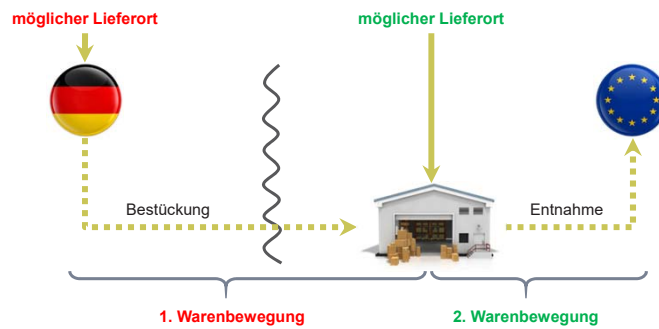 möglicher Lieferort
möglicher Lieferort
Bestückung
Entnahme
1. Warenbewegung
2. Warenbewegung